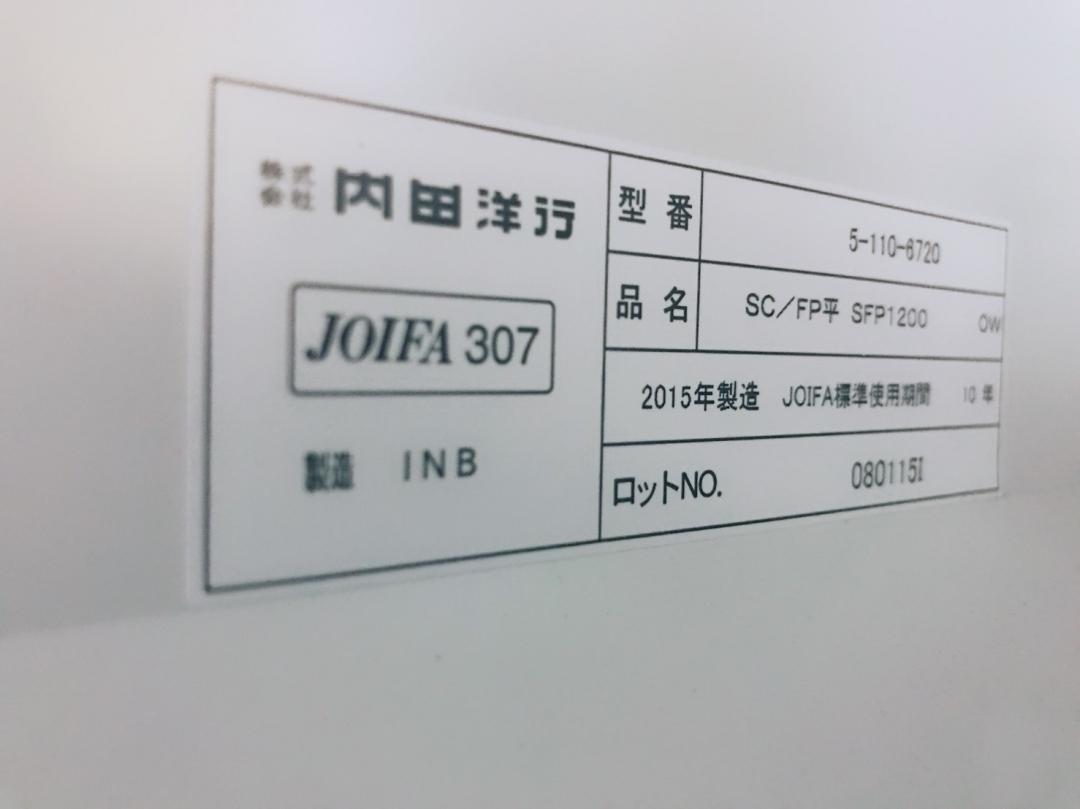 株式会社 内田洋行
JOIFA 307
製造 INB
型番 5-110-6720
品名 SC/FP平 SFP1200 OW
2015年製造 JOIFA標準使用期間 10年
ロットNO. 080115I